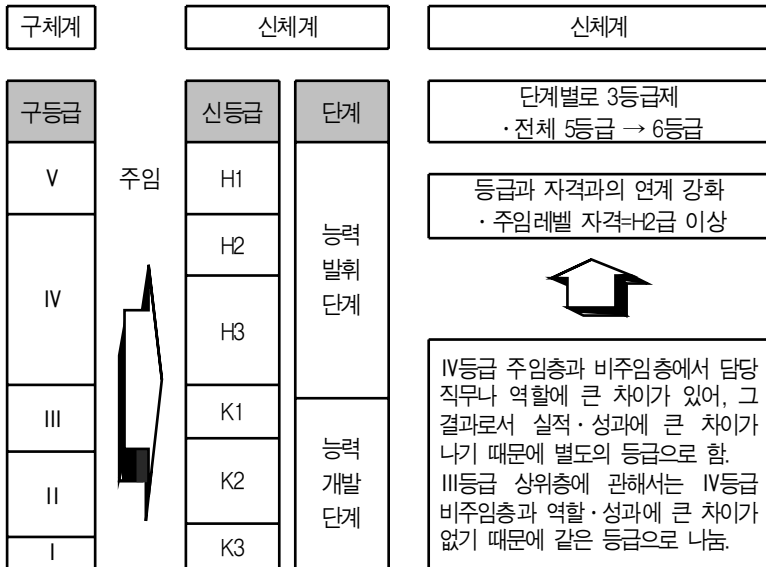 구체계
신체계
신체계
구등급
신등급
단계
단계별로 3등급제
·전체 5등급 → 6등급
V
주임
H1
등급과 자격과의 연계 강화
·주임레벨 자격=H2급 이상
H2
능력
발휘
단계
IV
H3
IV등급 주임층과 비주임층에서 담당
직무나 역할에 큰 차이가 있어, 그
결과로서 실적·성과에 큰 차이가
나기 때문에 별도의 등급으로 함.
III등급 상위층에 관해서는 IV등급
비주임층과 역할·성과에 큰 차이가
없기 때문에 같은 등급으로 나눔.
III
K1
능력
개발
단계
II
K2
I
K3